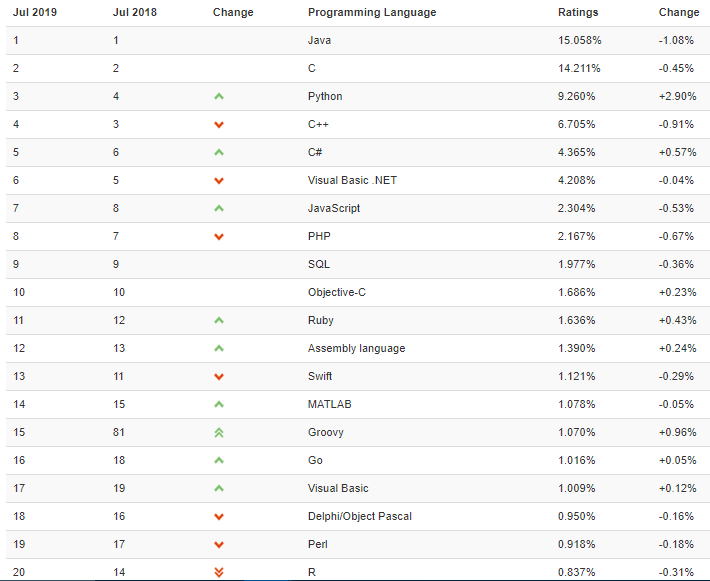 Jul 2019 Jul 2018 Change Programming Language Ratings Change
1 1 Java 15.058% -1.08%
2 2 C 14.211% -0.45%
3 4 Python 9.260% +2.90%
4 3 C++ 6.705% -0.91%
5 6 C# 4.365% +0.57%
6 5 Visual Basic .NET 4.208% -0.04%
7 8 JavaScript 2.304% -0.53%
8 7 PHP 2.167% -0.67%
9 9 SQL 1.977% -0.36%
10 10 Objective-C 1.686% +0.23%
11 12 Ruby 1.636% +0.43%
12 13 Assembly language 1.390% +0.24%
13 11 Swift 1.121% -0.29%
14 15 MATLAB 1.078% -0.05%
15 81 Groovy 1.070% +0.96%
16 18 Go 1.016% +0.05%
17 19 Visual Basic 1.009% +0.12%
18 16 Delphi/Object Pascal 0.950% -0.16%
19 17 Perl 0.918% -0.18%
20 14 R 0.837% -0.31%